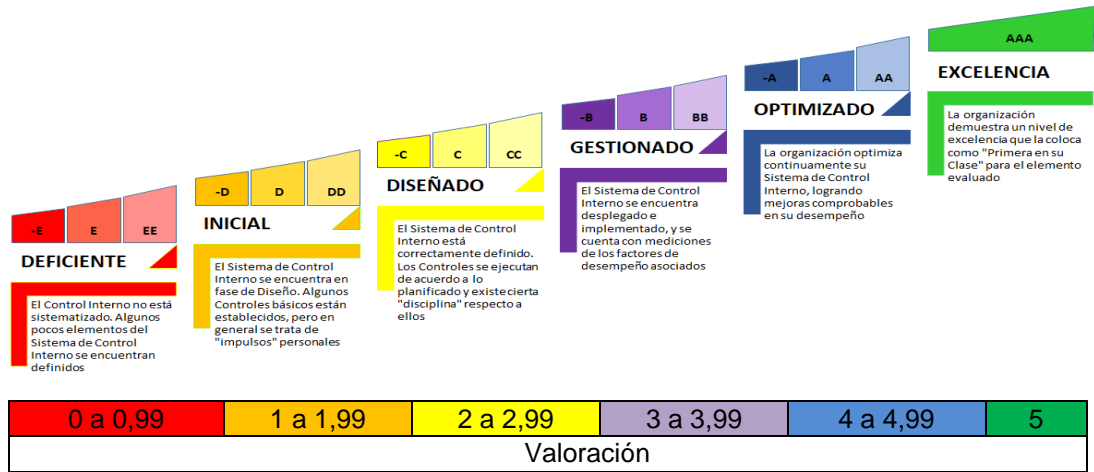 -E E EE
DEFICIENTE
El Control Interno no está
sistematizado. Algunos
pocos elementos del
Sistema de Control
Interno se encuentran
definidos
-D D DD
INICIAL
El Sistema de Control
Interno se encuentra en
fase de Diseño. Algunos
Controles básicos están
establecidos, pero en
general se trata de
"impulsos" personales
-C C CC
DISEÑADO
El Sistema de Control
Interno está
correctamente definido.
Los Controles se ejecutan
de acuerdo a lo
planificado y existe cierta
"disciplina" respecto a
ellos
-B B BB
GESTIONADO
El Sistema de Control
Interno se encuentra
desplegado e
implementado, y se
cuenta con mediciones
de los factores de
desempeño asociados
-A A AA
OPTIMIZADO
La organización optimiza
continuamente su
Sistema de Control
Interno, logrando
mejoras comprobables
en su desempeño
AAA
EXCELENCIA
La organización
demuestra un nivel de
excelencia que la coloca
como "Primera en su
Clase" para el elemento
evaluado
0 a 0,99 1 a 1,99 2 a 2,99 3 a 3,99 4 a 4,99 5
Valoración